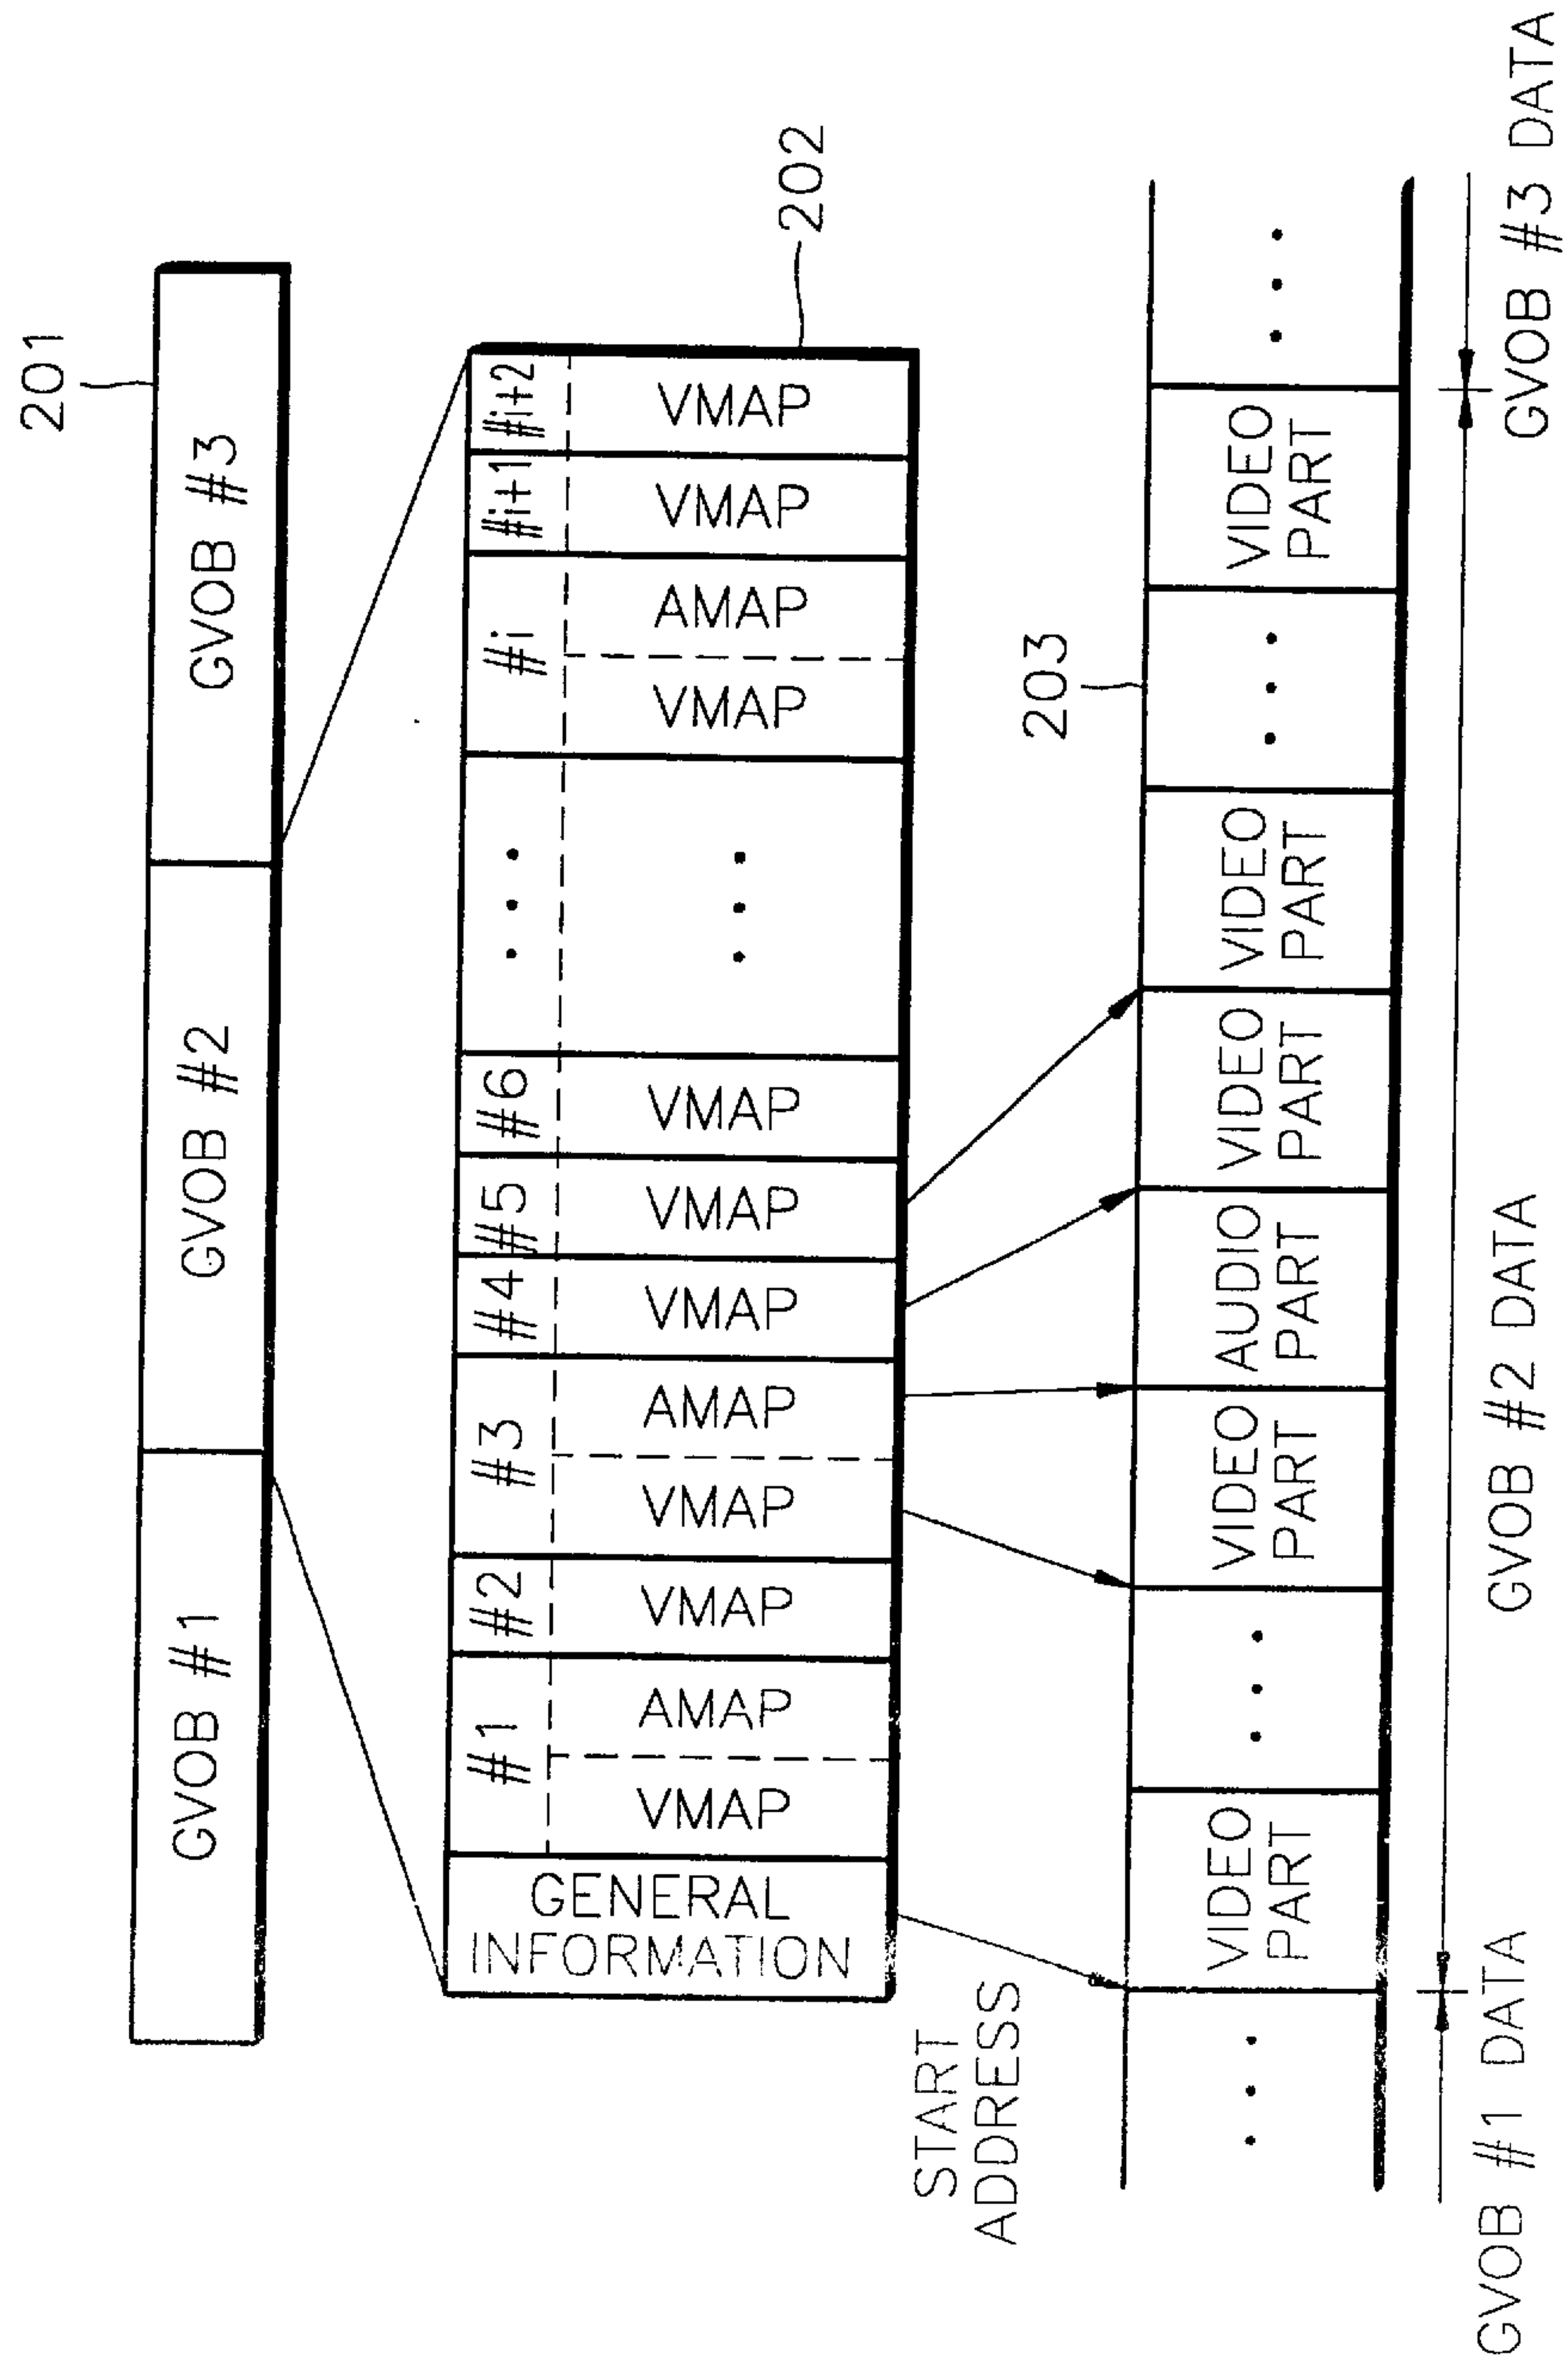 201
GVOB #1
GVOB #2
GVOB #3
GENERAL
INFORMATION
#1
#2
#3
#4
#5
#6
• • •
#i
#i+1
#i+2
VMAP
AMAP
VMAP
VMAP
AMAP
VMAP
VMAP
VMAP
• • •
VMAP
AMAP
VMAP
VMAP
202
START
ADDRESS
203
• • •
VIDEO
PART
• • •
VIDEO
PART
AUDIO
PART
VIDEO
PART
VIDEO
PART
• • •
VIDEO
PART
• • •
GVOB #1 DATA
GVOB #2 DATA
GVOB #3 DATA